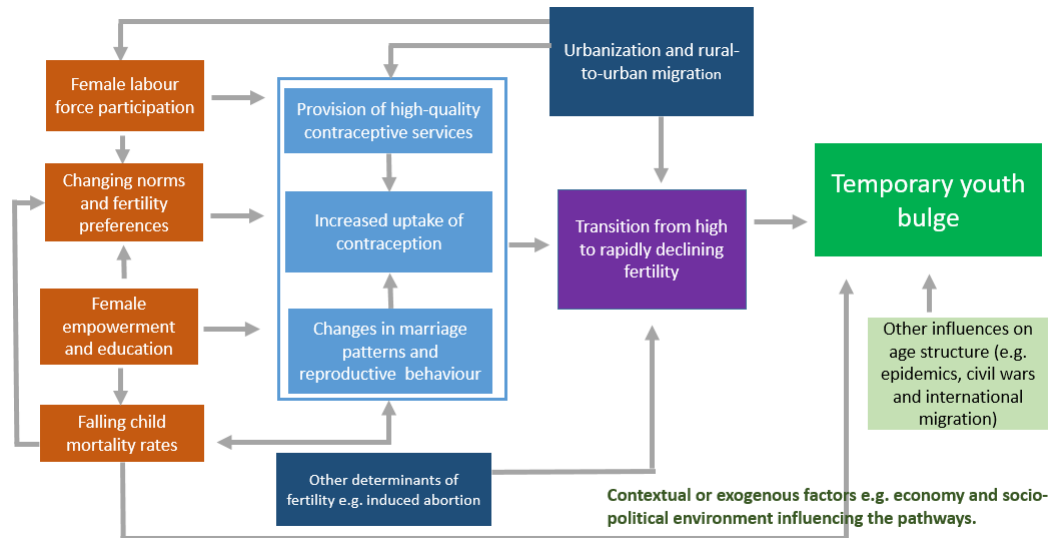 Urbanization and rural-
to-urban migration
Female labour
force participation
Provision of high-quality
contraceptive services
Changing norms
and fertility
preferences
Increased uptake of
contraception
Transition from high
to rapidly declining
fertility
Temporary youth
bulge
Female
empowerment
and education
Changes in marriage
patterns and
reproductive behaviour
Other influences on
age structure (e.g.
epidemics, civil wars
and international
migration)
Falling child
mortality rates
Other determinants of
fertility e.g. induced abortion
Contextual or exogenous factors e.g. economy and socio-
political environment influencing the pathways.